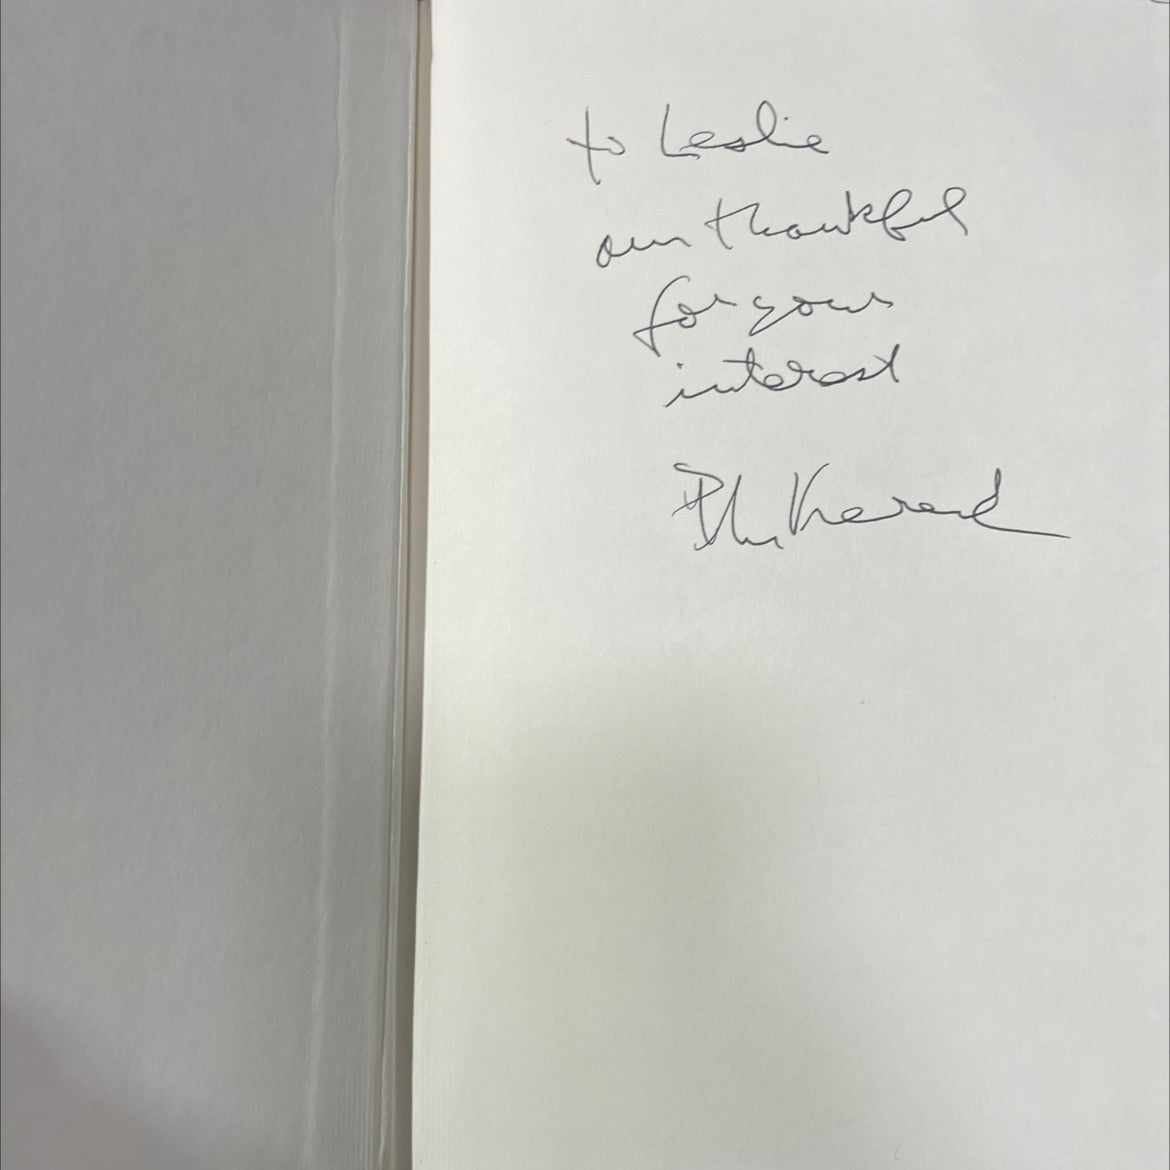 to Leslie
am thankful
for your
interest